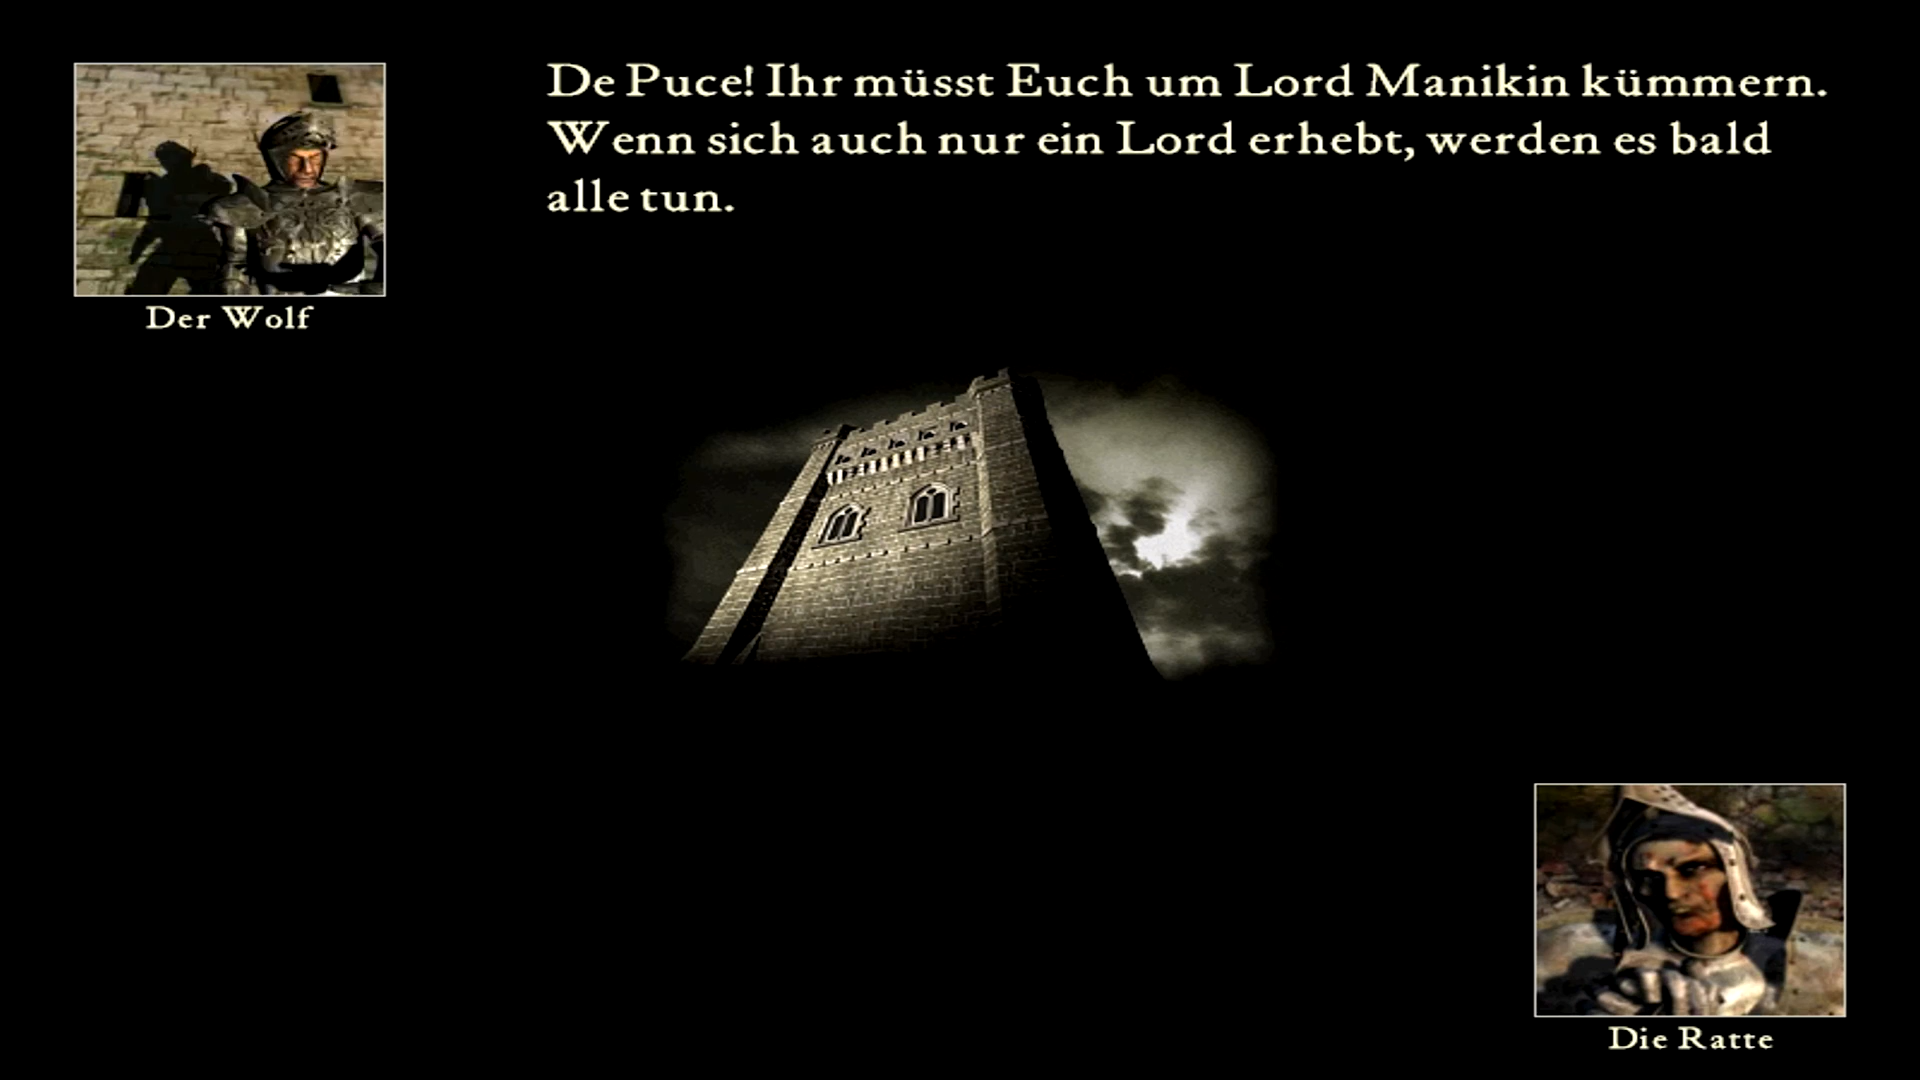 De Puce! Ihr müsst Euch um Lord Manikin kümmern.
Wenn sich auch nur ein Lord erhebt, werden es bald
alle tun.
Der Wolf
Die Ratte